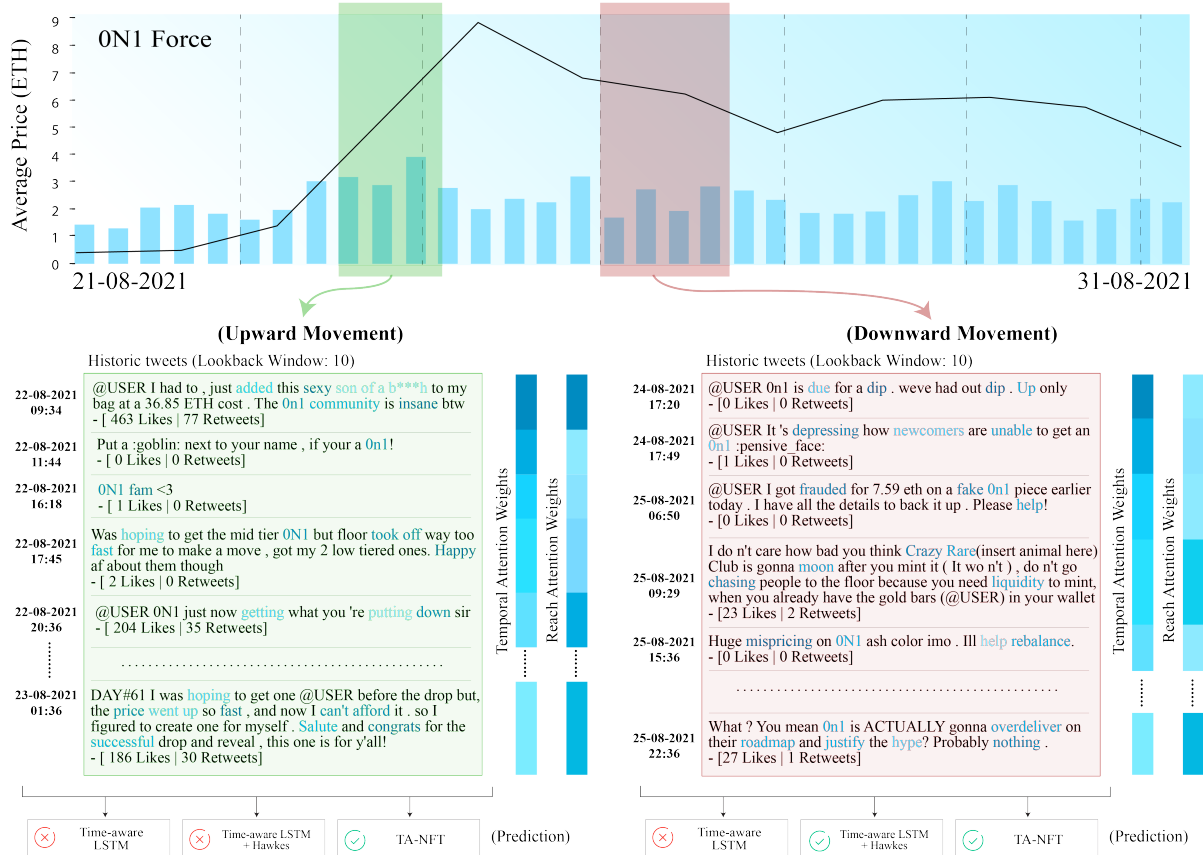 0N1 Force
Average Price (ETH)
9
8
7
6
5
4
3
2
1
0
21-08-2021
31-08-2021
(Upward Movement)
Historic tweets (Lookback Window: 10)
22-08-2021
09:34
@USER I had to , just added this sexy son of a b***h to my
bag at a 36.85 ETH cost . The 0n1 community is insane btw
- [ 463 Likes | 77 Retweets]
22-08-2021
11:44
Put a :goblin: next to your name , if your a 0n1!
- [ 0 Likes | 0 Retweets]
22-08-2021
16:18
0N1 fam <3
- [ 1 Likes | 0 Retweets]
22-08-2021
17:45
Was hoping to get the mid tier 0N1 but floor took off way too
fast for me to make a move , got my 2 low tiered ones. Happy
af about them though
- [ 2 Likes | 0 Retweets]
22-08-2021
20:36
@USER 0N1 just now getting what you 're putting down sir
- [ 204 Likes | 35 Retweets]
23-08-2021
01:36
DAY#61 I was hoping to get one @USER before the drop but,
the price went up so fast , and now I can't afford it . so I
figured to create one for myself . Salute and congrats for the
successful drop and reveal , this one is for y'all!
- [ 186 Likes | 30 Retweets]
Temporal Attention Weights
Reach Attention Weights
Time-aware
LSTM
Time-aware LSTM
+ Hawkes
TA-NFT
(Prediction)
(Downward Movement)
Historic tweets (Lookback Window: 10)
24-08-2021
17:20
@USER 0n1 is due for a dip . weve had out dip . Up only
- [0 Likes | 0 Retweets]
24-08-2021
17:49
@USER It 's depressing how newcomers are unable to get an
0n1 :pensive_face:
- [1 Likes | 0 Retweets]
25-08-2021
06:50
@USER I got frauded for 7.59 eth on a fake 0n1 piece earlier
today . I have all the details to back it up . Please help!
- [0 Likes | 0 Retweets]
25-08-2021
09:29
I do n't care how bad you think Crazy Rare(insert animal here)
Club is gonna moon after you mint it ( It wo n't ) , do n't go
chasing people to the floor because you need liquidity to mint,
when you already have the gold bars (@USER) in your wallet
- [23 Likes | 2 Retweets]
25-08-2021
15:36
Huge mispricing on 0N1 ash color imo . Ill help rebalance.
- [0 Likes | 0 Retweets]
25-08-2021
22:36
What ? You mean 0n1 is ACTUALLY gonna overdeliver on
their roadmap and justify the hype? Probably nothing .
- [27 Likes | 1 Retweets]
Temporal Attention Weights
Reach Attention Weights
Time-aware
LSTM
Time-aware LSTM
+ Hawkes
TA-NFT
(Prediction)